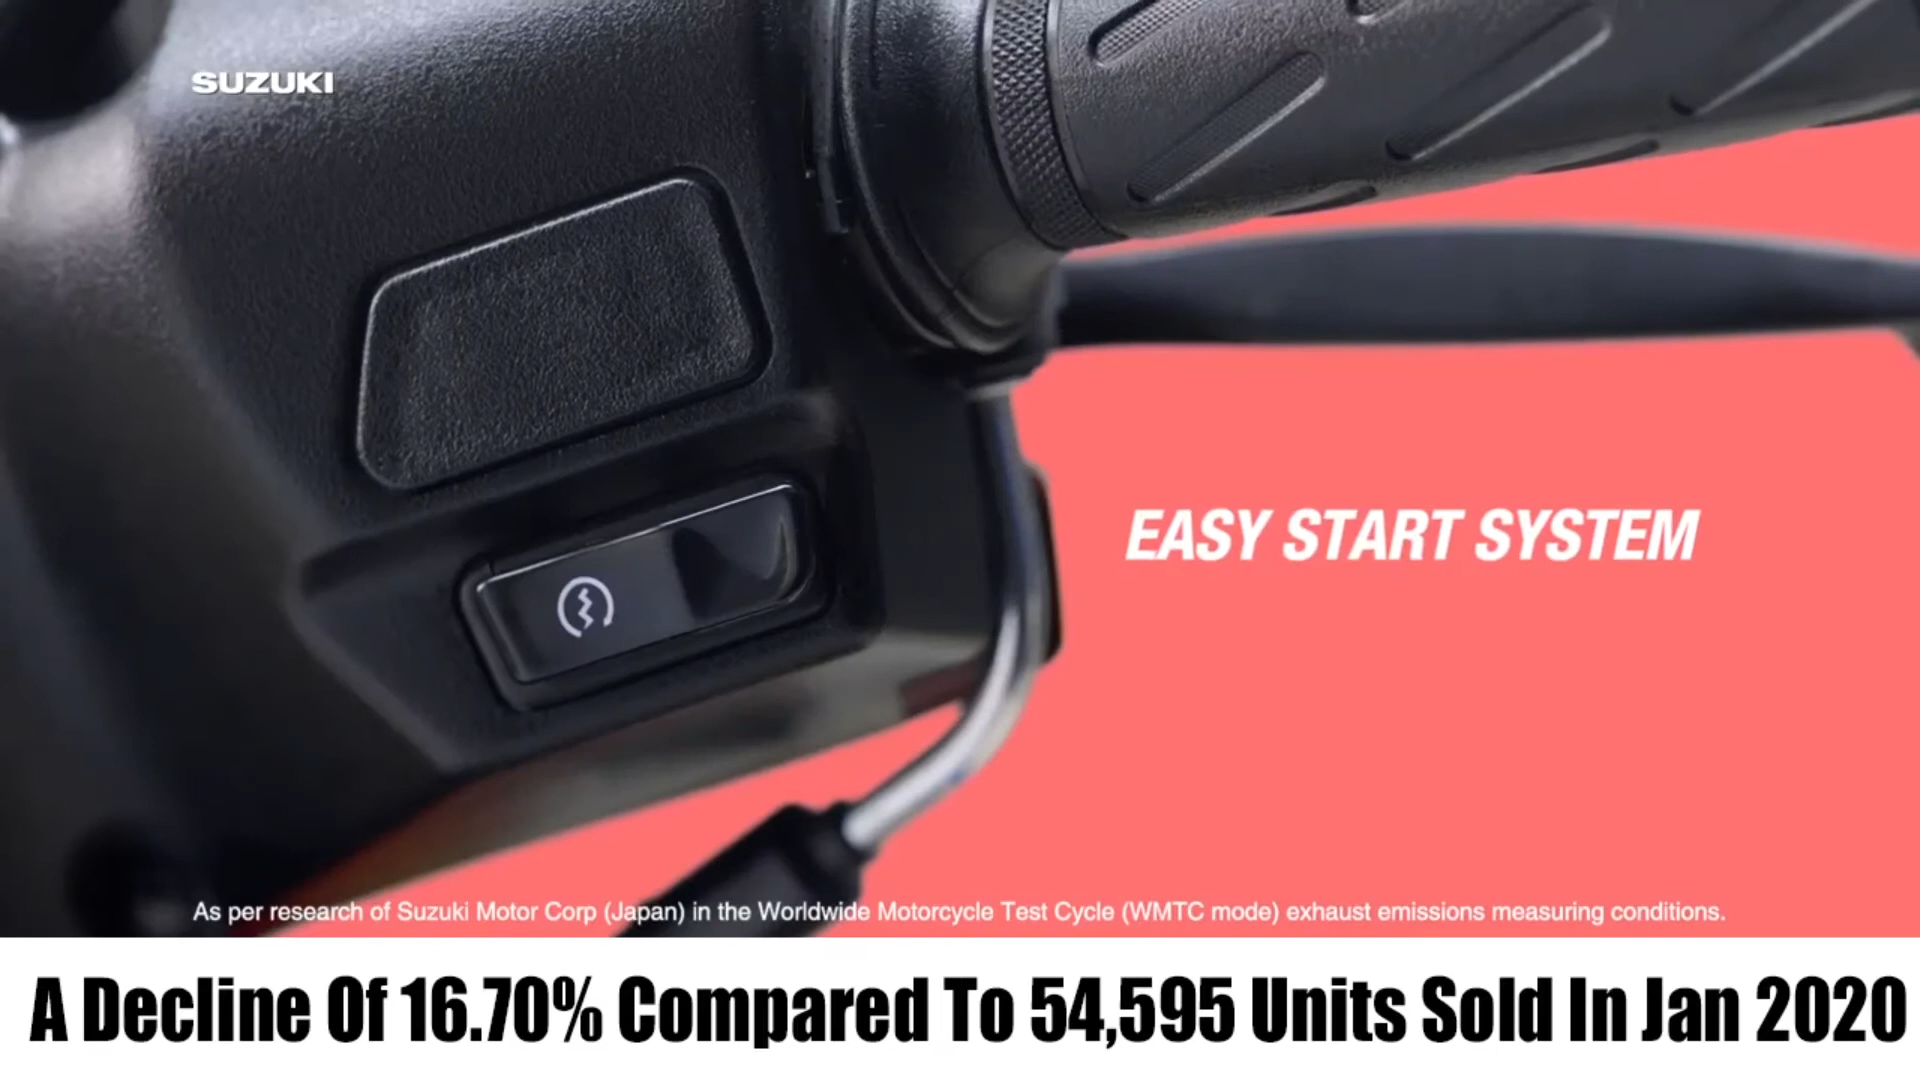 SUZUKI
EASY START SYSTEM
As per research of Suzuki Motor Corp (Japan) in the Worldwide Motorcycle Test Cycle (WMTC mode) exhaust emissions measuring conditions.
A Decline Of 16.70% Compared To 54,595 Units Sold In Jan 2020